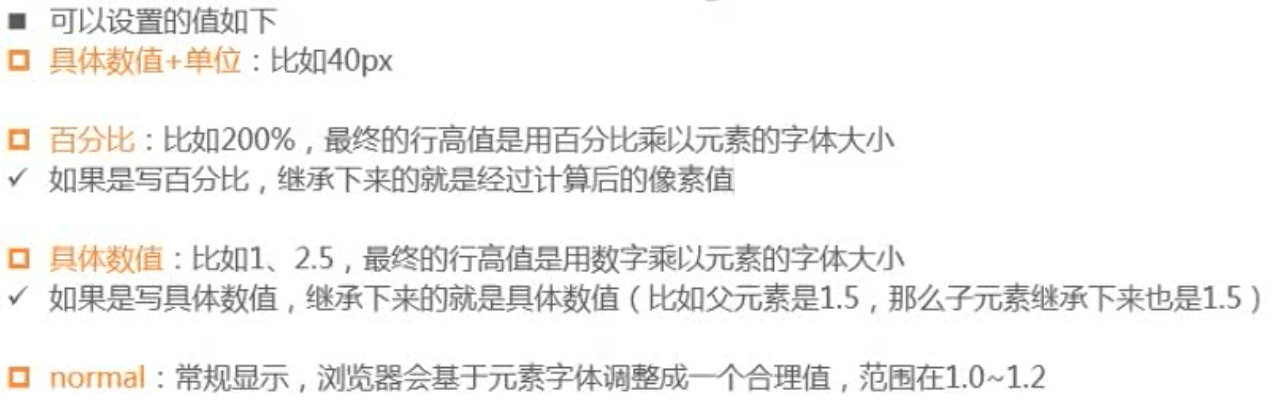 可以设置的值如下
具体数值+单位：比如40px
百分比：比如200%，最终的行高值是用百分比乘以元素的字体大小
如果是写百分比，继承下来的就是经过计算后的像素值
具体数值：比如1、2.5，最终的行高值是用数字乘以元素的字体大小
如果是写具体数值，继承下来的就是具体数值（比如父元素是1.5，那么子元素继承下来也是1.5）
normal：常规显示，浏览器会基于元素字体调整成一个合理值，范围在1.0~1.2